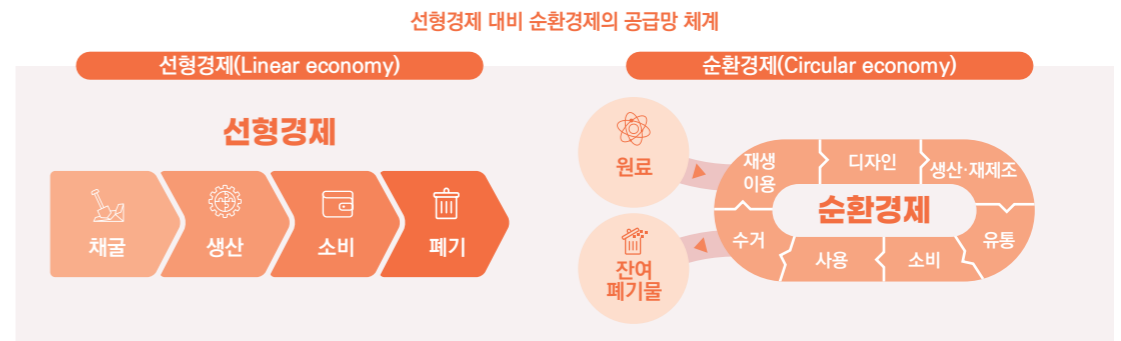 선형경제 대비 순환경제의 공급망 체계
선형경제(Linear economy)
선형경제
채굴
생산
소비
폐기
순환경제(Circular economy)
원료
잔여
폐기물
재생
이용
디자인
생산·재제조
유통
소비
사용
수거
순환경제